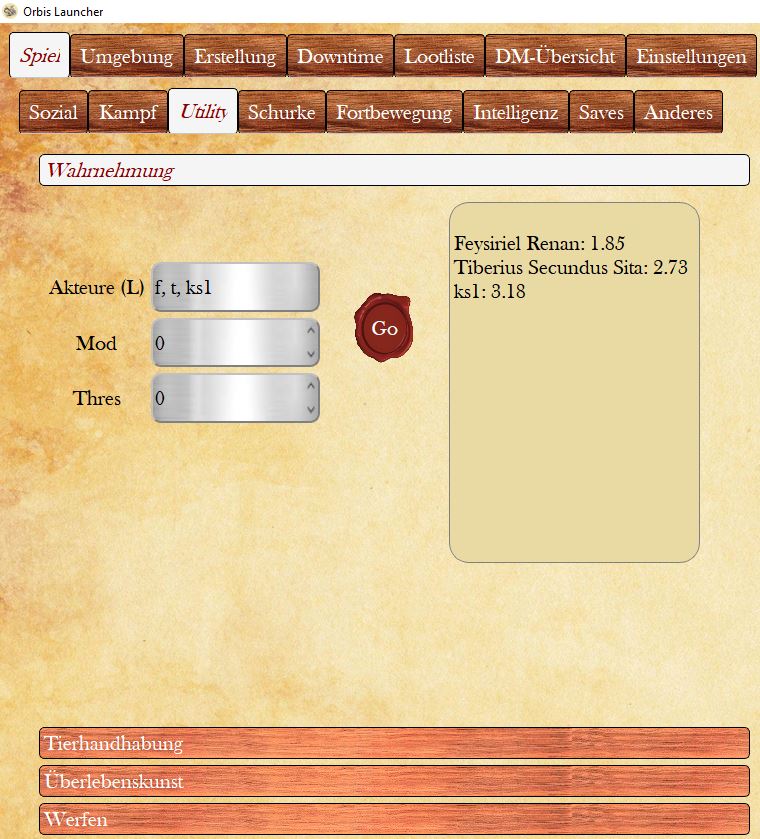 Orbis Launcher
Spiel Umgebung Erstellung Downtime Lootliste DM-Übersicht Einstellungen
Sozial Kampf Utility Schurke Fortbewegung Intelligenz Saves Anderes
Wahrnehmung
Feysiriel Renan: 1.85
Tiberius Secundus Sita: 2.73
ks1: 3.18
Akteure (L) f, t, ks1
Go
Mod 0
Thres 0
Tierhandhabung
Überlebenskunst
Werfen